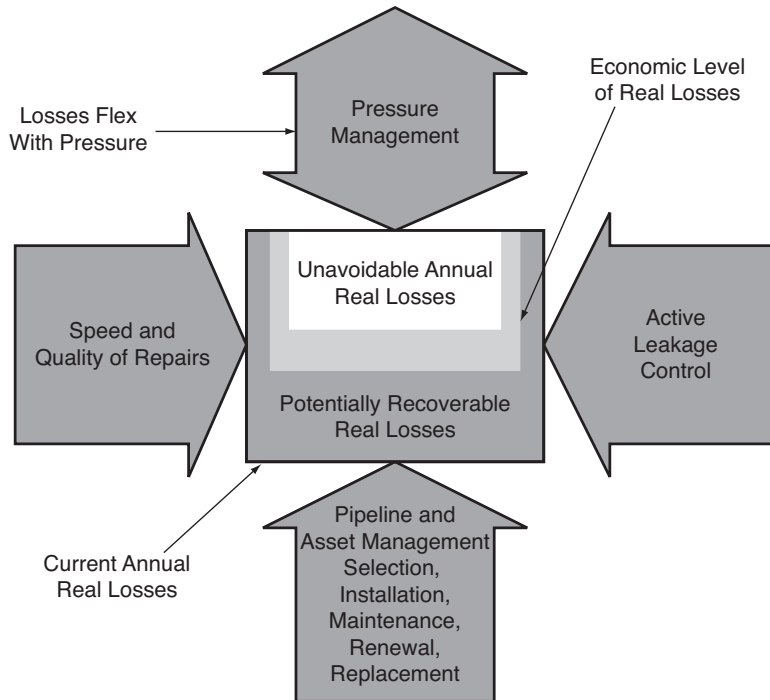 Losses Flex
With Pressure
Pressure
Management
Economic Level
of Real Losses
Speed and
Quality of Repairs
Unavoidable Annual
Real Losses
Active
Leakage
Control
Potentially Recoverable
Real Losses
Current Annual
Real Losses
Pipeline and
Asset Management
Selection,
Installation,
Maintenance,
Renewal,
Replacement